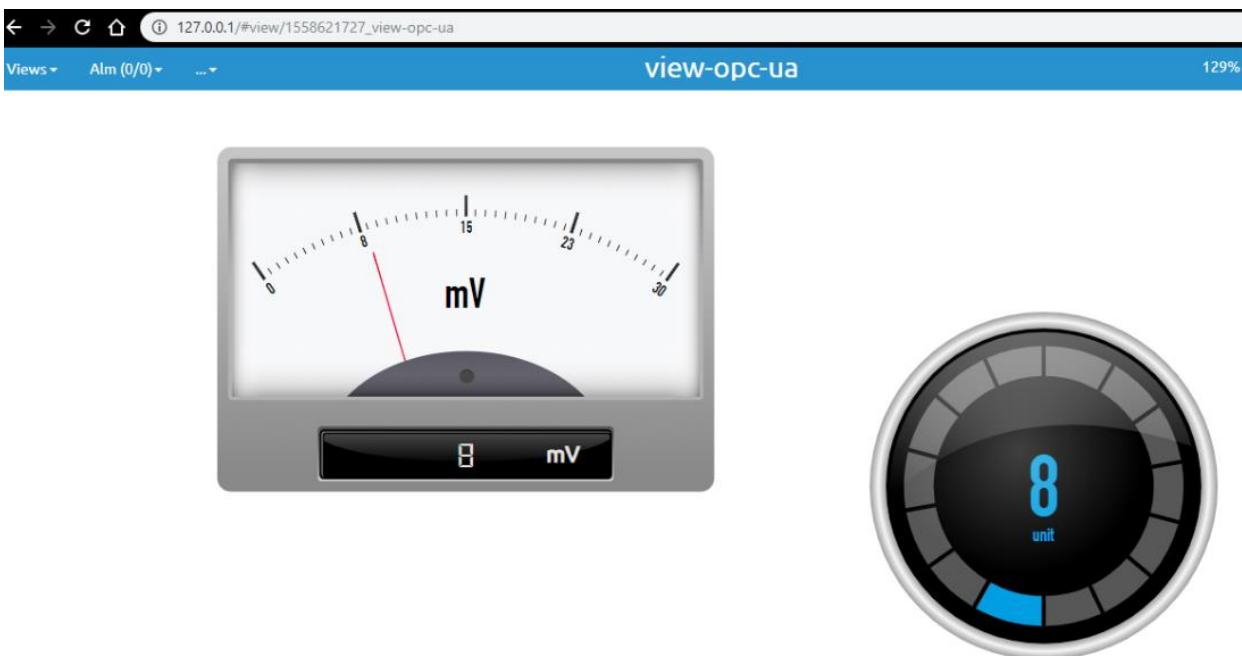 127.0.0.1/#view/1558621727_view-opc-ua
Views Alm (0/0) ... view-opc-ua 129%
0 8 15 23 30
mV
8 mV
8
unit